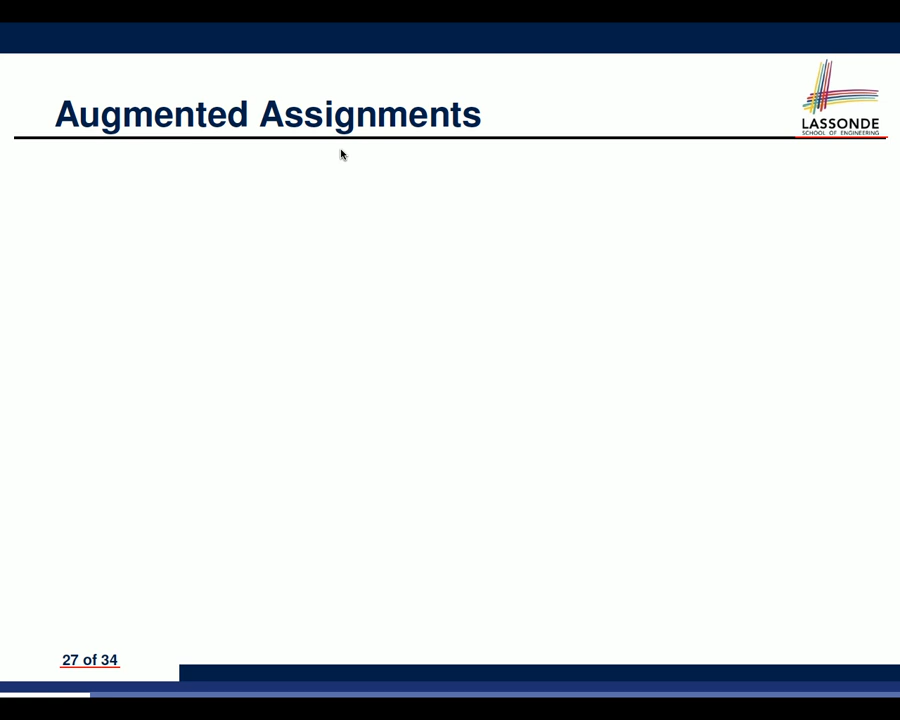 Augmented Assignments
LASSONDE
SCHOOL OF ENGINEERING
27 of 34